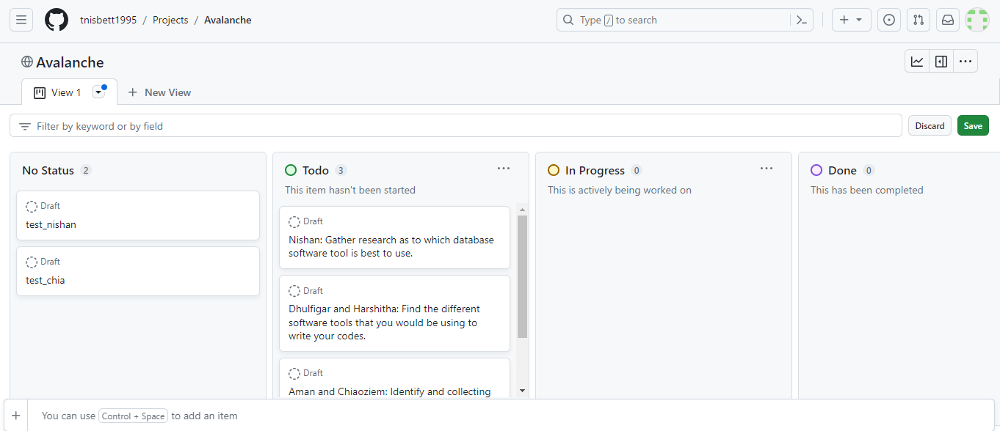 tnisbett1995 / Projects / Avalanche
Type / to search
Avalanche
View 1
New View
Filter by keyword or by field
Discard
Save
No Status 2
Draft
test_nishan
Draft
test_chia
Todo 3
This item hasn't been started
Draft
Nishan: Gather research as to which database
software tool is best to use.
Draft
Dhulfigar and Harshitha: Find the different
software tools that you would be using to
write your codes.
Draft
Aman and Chiaoziem: Identify and collecting
In Progress 0
This is actively being worked on
Done 0
This has been completed
You can use Control + Space to add an item